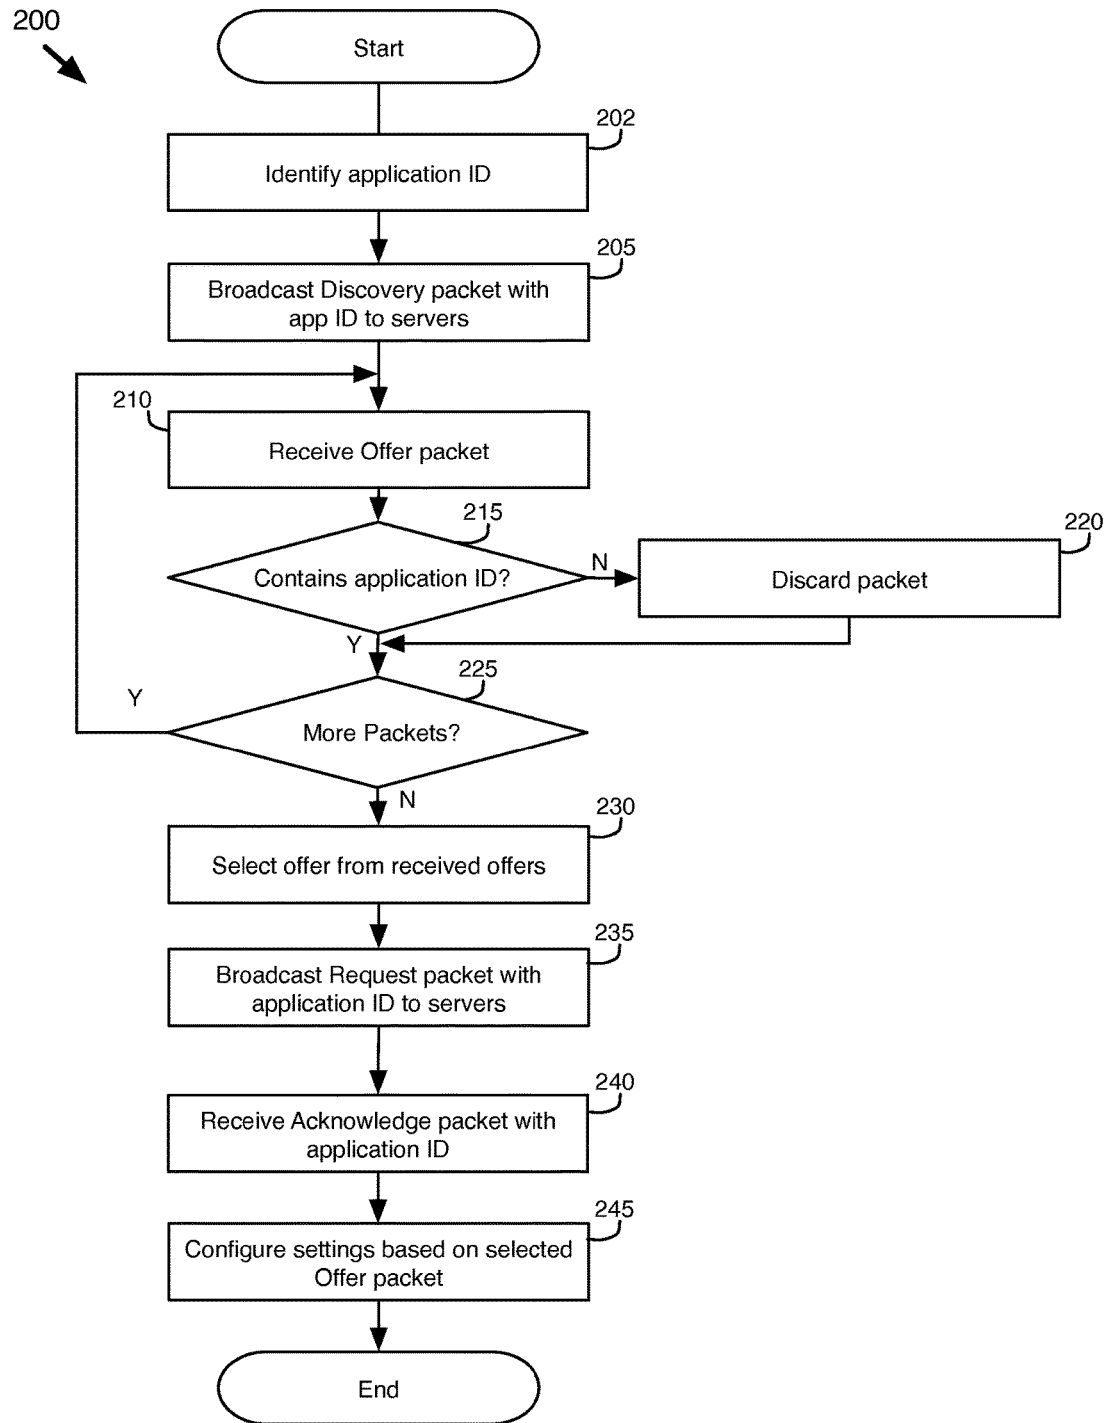 200
Start
202
Identify application ID
205
Broadcast Discovery packet with
app ID to servers
210
Receive Offer packet
215
Contains application ID?
N
220
Discard packet
Y
225
Y
More Packets?
N
230
Select offer from received offers
235
Broadcast Request packet with
application ID to servers
240
Receive Acknowledge packet with
application ID
245
Configure settings based on selected
Offer packet
End